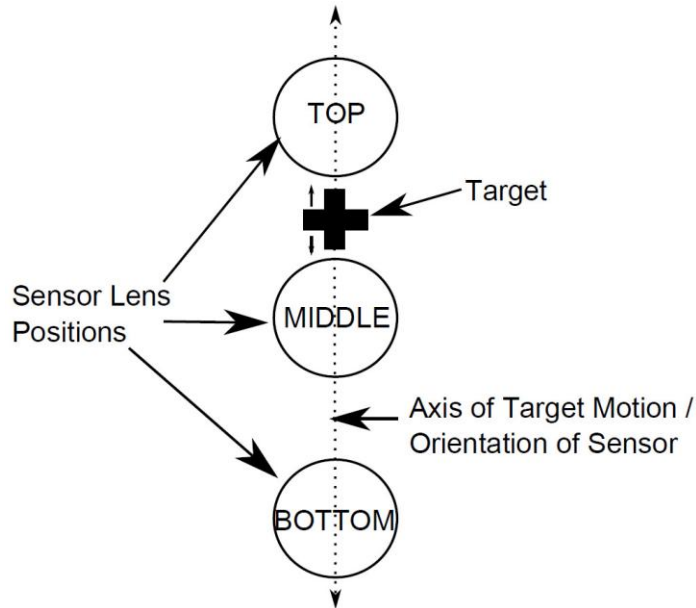 TOP
Target
Sensor Lens
Positions
MIDDLE
Axis of Target Motion /
Orientation of Sensor
BOTTOM